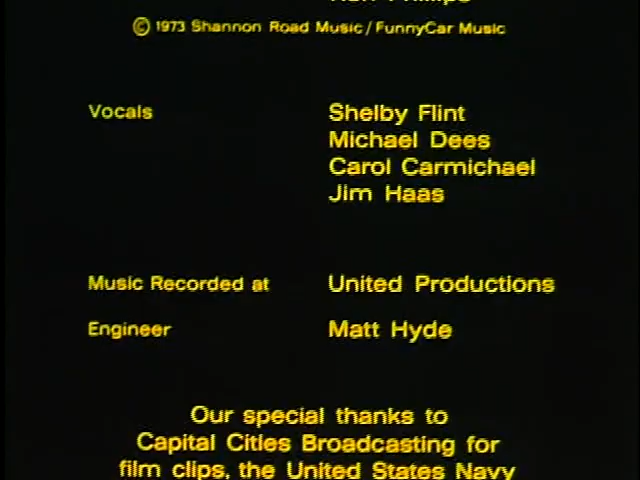 © 1973 Shannon Road Music / FunnyCar Music
Vocals Shelby Flint
Michael Dees
Carol Carmichael
Jim Haas
Music Recorded at United Productions
Engineer Matt Hyde
Our special thanks to
Capital Cities Broadcasting for
film clips, the United States Navy